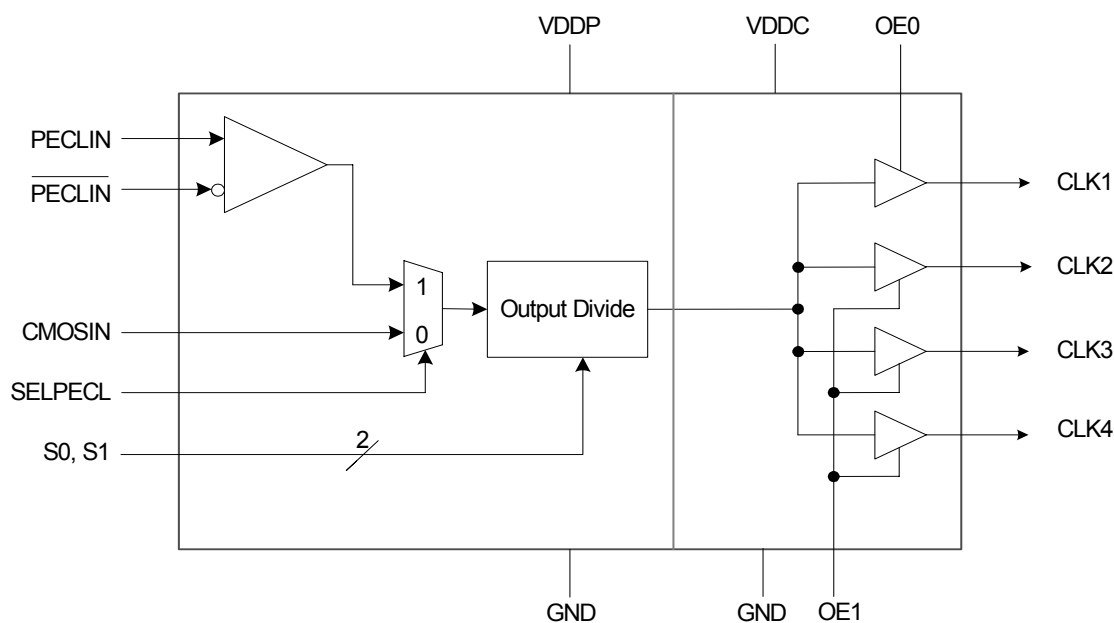 VDDP
VDDC
OE0
PECLIN
PECLIN
CLK1
CLK2
1
Output Divide
CMOSIN
0
CLK3
SELPECL
CLK4
S0, S1
2
GND
GND
OE1